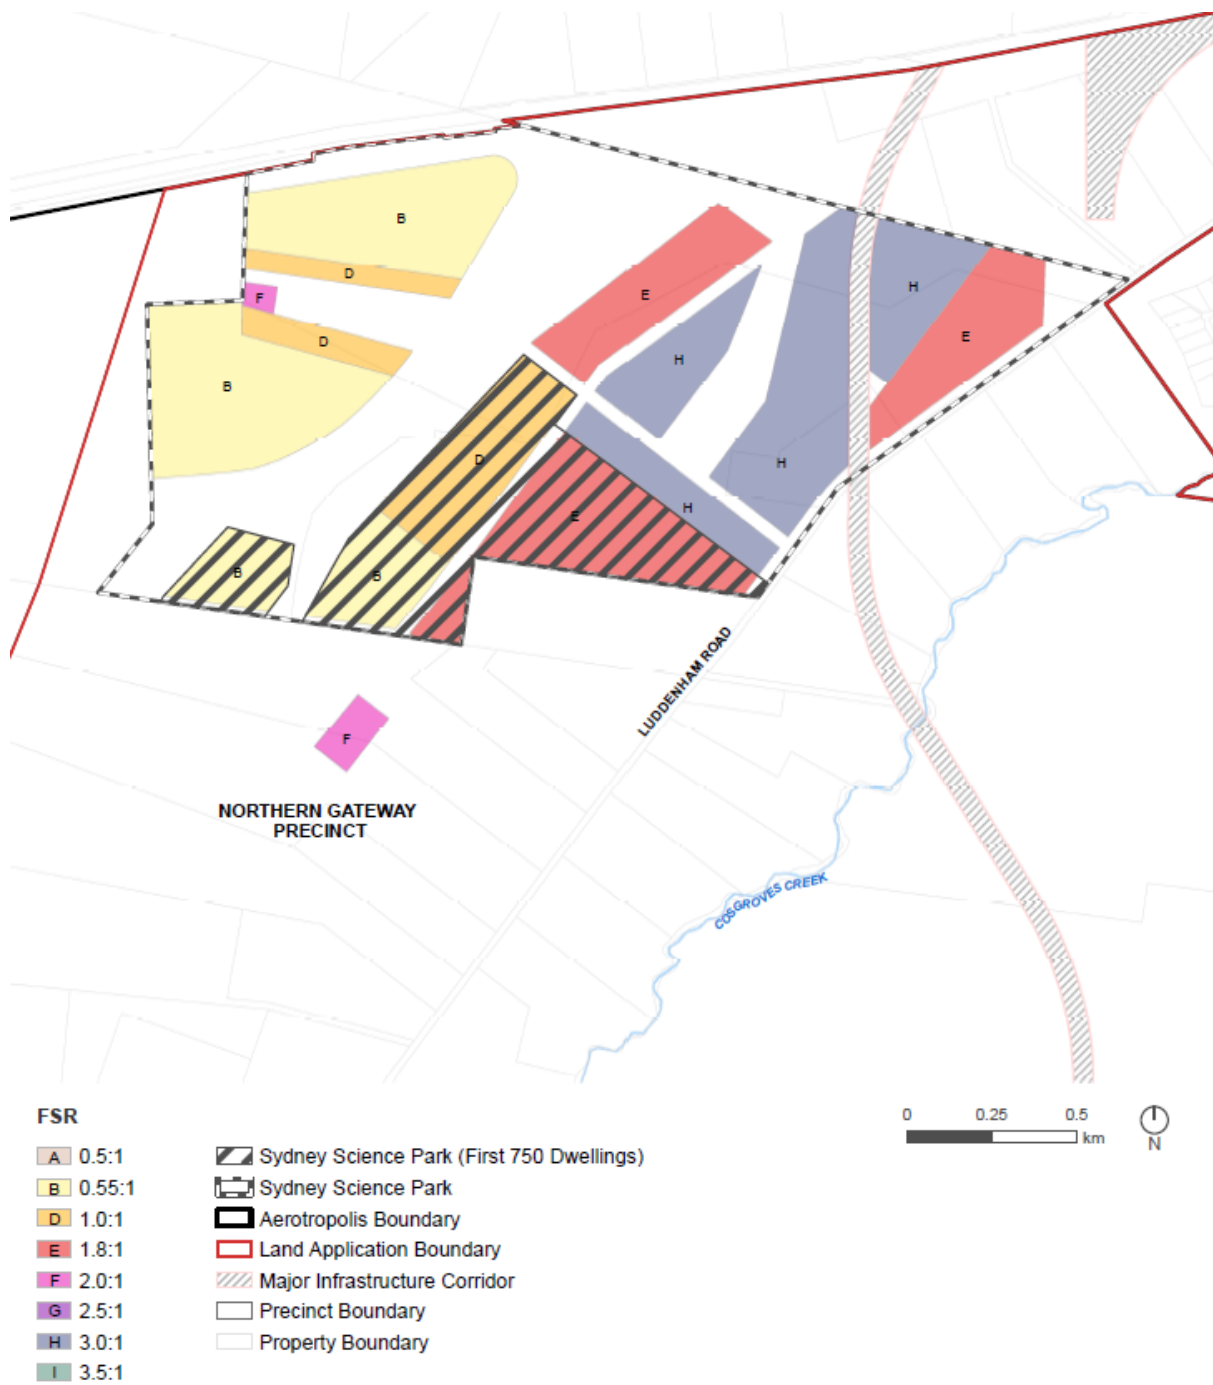 B
D
F
D
B
E
H
H
E
H
D
E
H
B
B
F
LUDDENHAM ROAD
NORTHERN GATEWAY
PRECINCT
COSGROVES CREEK
FSR
A 0.5:1
B 0.55:1
D 1.0:1
E 1.8:1
F 2.0:1
G 2.5:1
H 3.0:1
I 3.5:1
Sydney Science Park (First 750 Dwellings)
Sydney Science Park
Aerotropolis Boundary
Land Application Boundary
Major Infrastructure Corridor
Precinct Boundary
Property Boundary
0 0.25 0.5
km
N